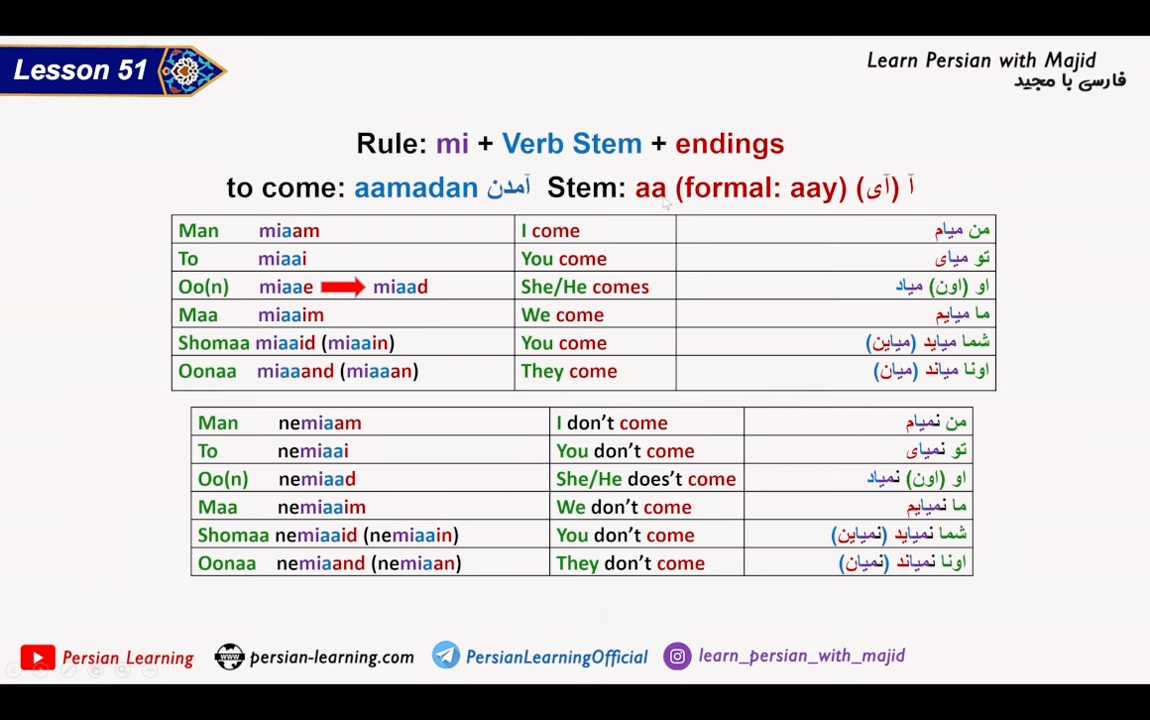 Lesson 51
Learn Persian with Majid
فارسی با مجید
Rule: mi + Verb Stem + endings
to come: aamadan آمدن Stem: aa (formal: aay) (آی) آ
Man miaam I come من میام
To miaai You come تو میای
Oo(n) miaae miaad She/He comes او (اون) میاد
Maa miaaim We come ما میایم
Shomaa miaaid (miaain) You come شما میاید (میاین)
Oonaa miaaand (miaaan) They come اونا میاند (میان)
Man nemiaam I don't come من نمیام
To nemiaai You don't come تو نمیای
Oo(n) nemiaad She/He does't come او (اون) نمیاد
Maa nemiaaim We don't come ما نمیایم
Shomaa nemiaaid (nemiaain) You don't come شما نمیاید (نمیاین)
Oonaa nemiaand (nemiaan) They don't come اونا نمیاند (نمیان)
Persian Learning www persian-learning.com PersianLearningOfficial learn_persian_with_majid